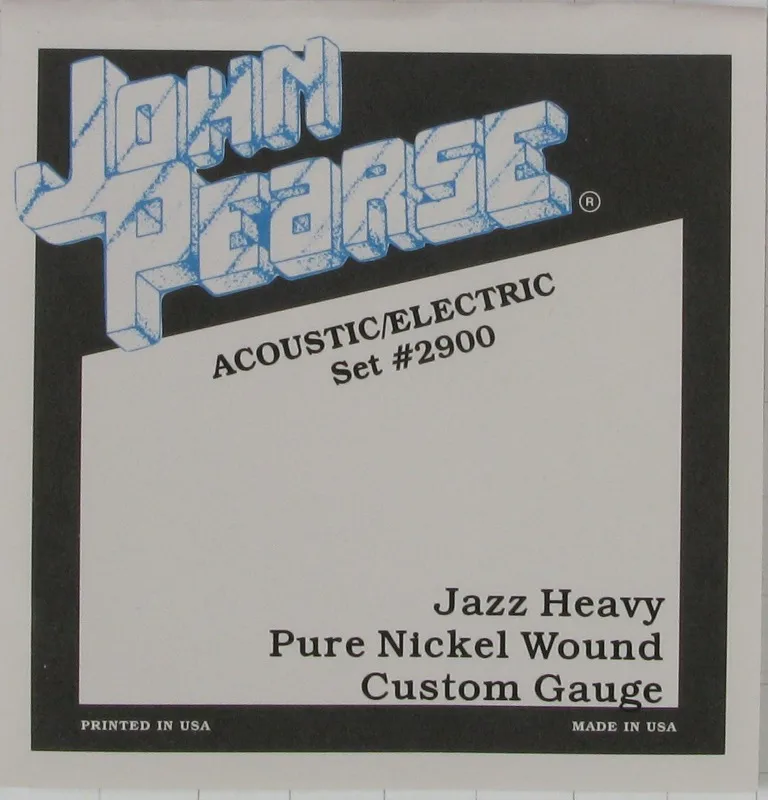 JOHN
PEARSE ®
ACOUSTIC/ELECTRIC
Set #2900
Jazz Heavy
Pure Nickel Wound
Custom Gauge
PRINTED IN USA
MADE IN USA